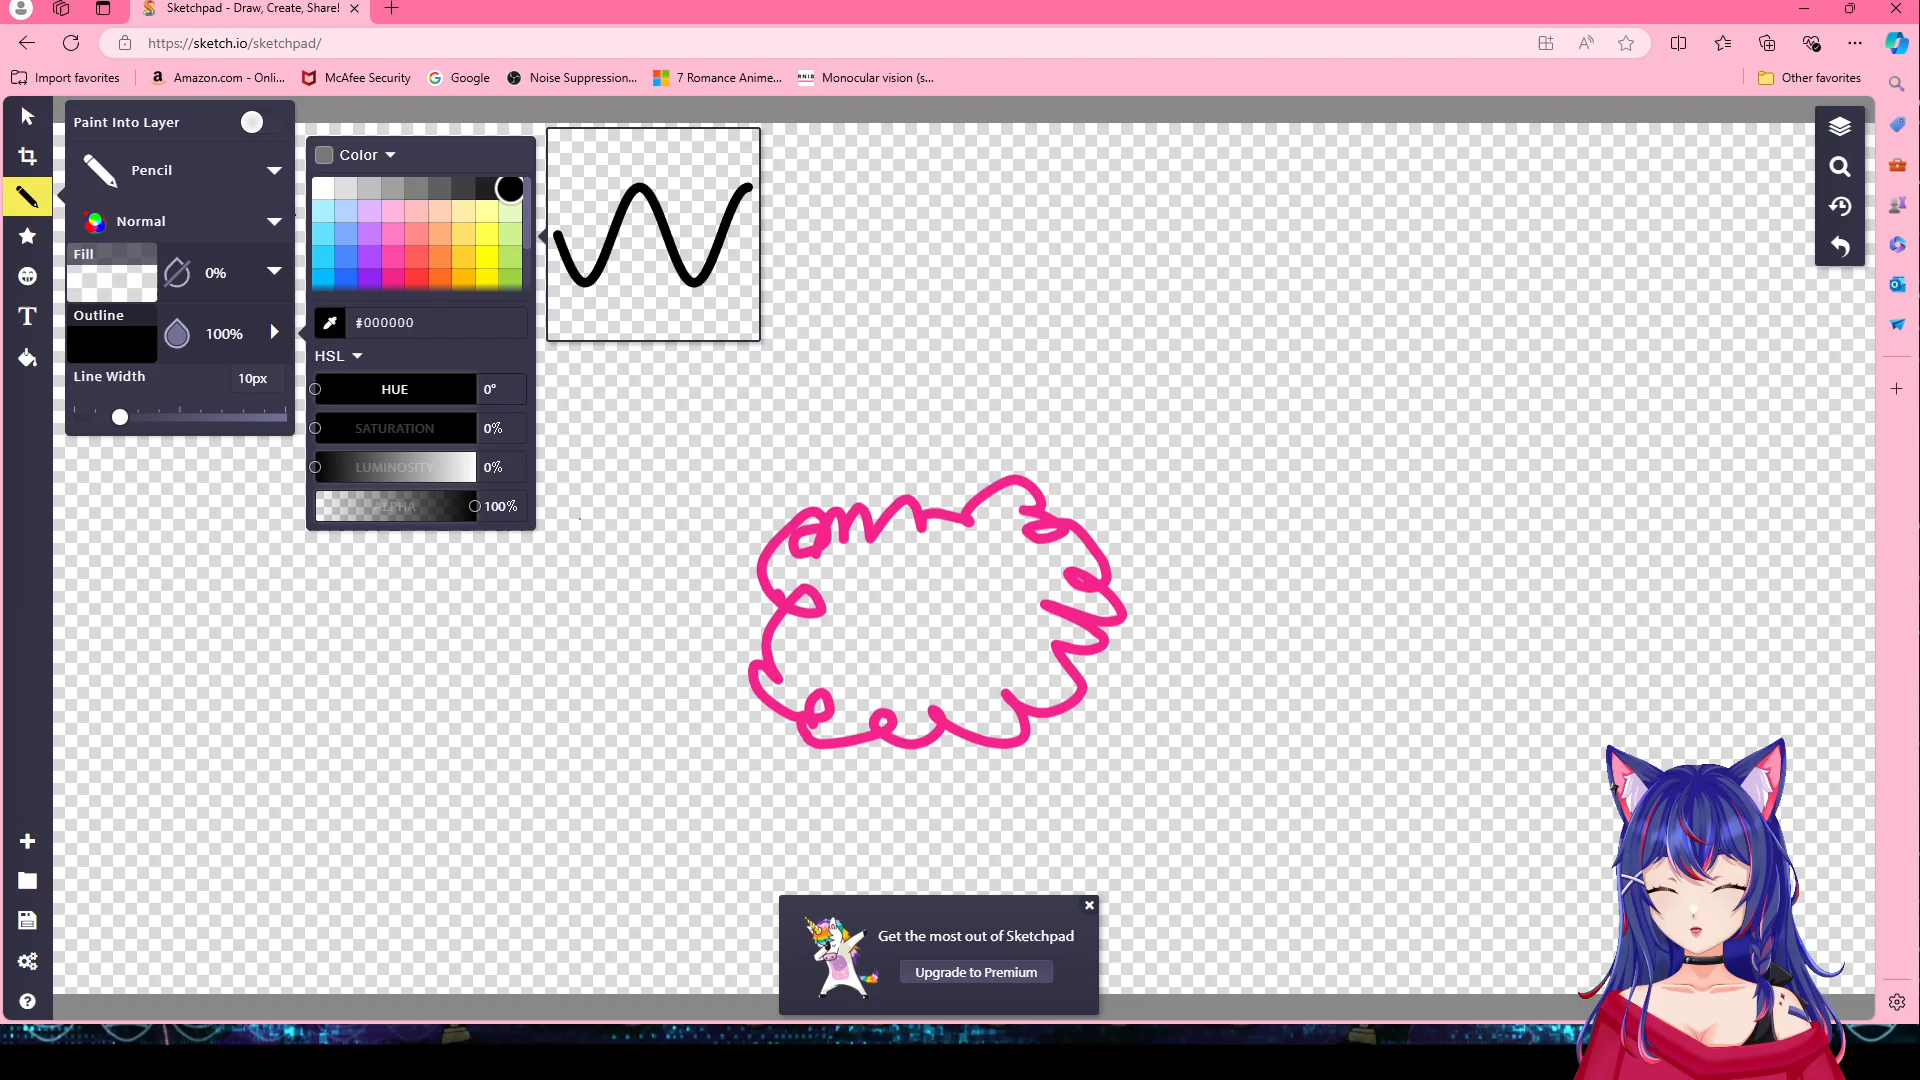 Sketchpad - Draw, Create, Share!
https://sketch.io/sketchpad/
Import favorites
Amazon.com - Onli...
McAfee Security
Google
Noise Suppression...
7 Romance Anime...
RNIB
Monocular vision (s...
Other favorites
Paint Into Layer
Pencil
Normal
Fill
0%
Outline
100%
Line Width
10px
Color
#000000
HSL
HUE
0°
SATURATION
0%
LUMINOSITY
0%
ALPHA
100%
Get the most out of Sketchpad
Upgrade to Premium